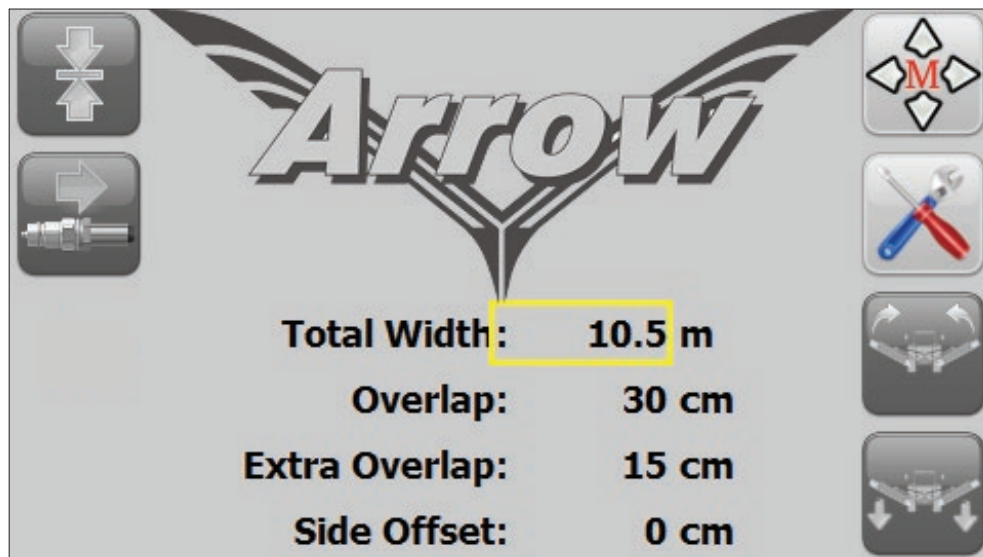 Arrow
M
Total Width: 10.5 m
Overlap: 30 cm
Extra Overlap: 15 cm
Side Offset: 0 cm